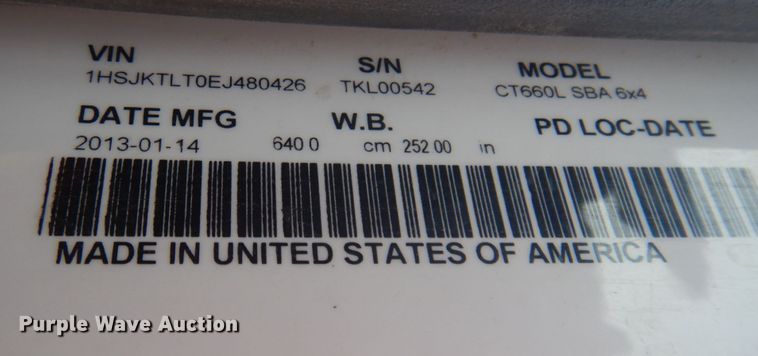 VIN S/N MODEL
1HSJKTLT0EJ480426 TKL00542 CT660L SBA 6x4
DATE MFG W.B. PD LOC-DATE
2013-01-14 640 0 cm 252 00 in
MADE IN UNITED STATES OF AMERICA
Purple Wave Auction